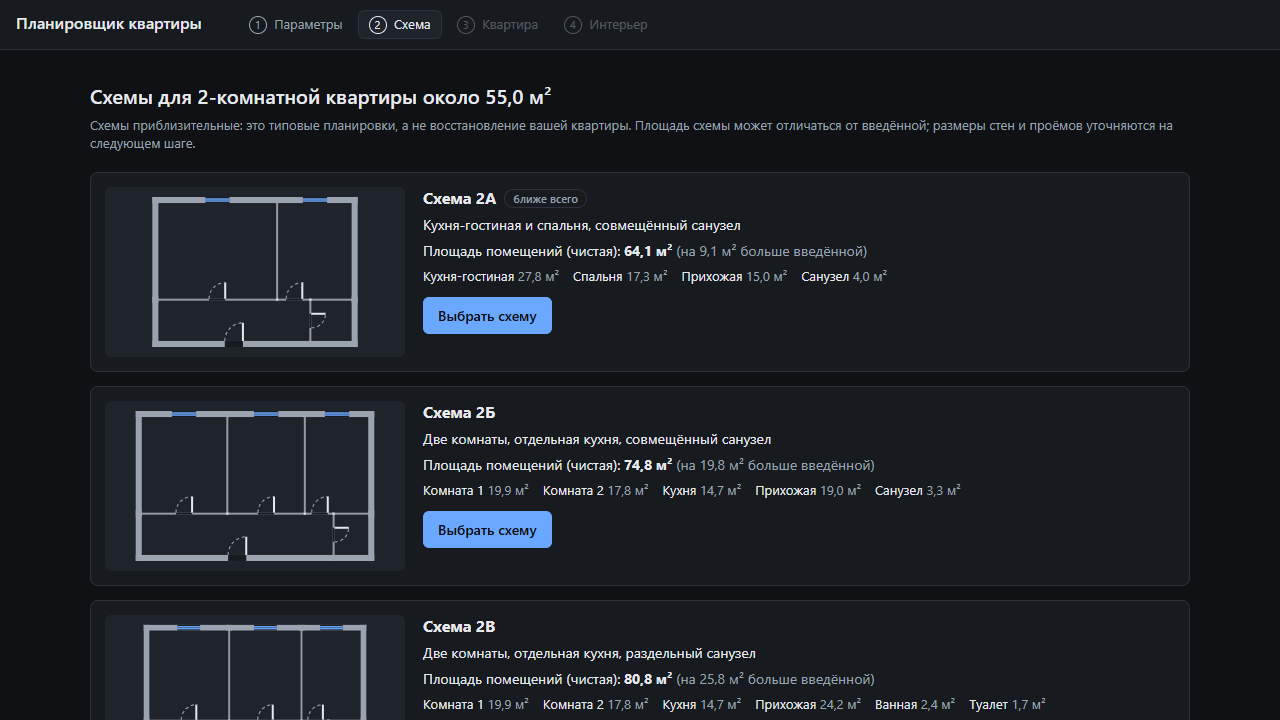 Планировщик квартиры
1 Параметры
2 Схема
3 Квартира
4 Интерьер
Схемы для 2-комнатной квартиры около 55,0 м²
Схемы приблизительные: это типовые планировки, а не восстановление вашей квартиры. Площадь схемы может отличаться от введённой; размеры стен и проёмов уточняются на
следующем шаге.
Схема 2А ближе всего
Кухня-гостиная и спальня, совмещённый санузел
Площадь помещений (чистая): 64,1 м² (на 9,1 м² больше введённой)
Кухня-гостиная 27,8 м² Спальня 17,3 м² Прихожая 15,0 м² Санузел 4,0 м²
Выбрать схему
Схема 2Б
Две комнаты, отдельная кухня, совмещённый санузел
Площадь помещений (чистая): 74,8 м² (на 19,8 м² больше введённой)
Комната 1 19,9 м² Комната 2 17,8 м² Кухня 14,7 м² Прихожая 19,0 м² Санузел 3,3 м²
Выбрать схему
Схема 2В
Две комнаты, отдельная кухня, раздельный санузел
Площадь помещений (чистая): 80,8 м² (на 25,8 м² больше введённой)
Комната 1 19,9 м² Комната 2 17,8 м² Кухня 14,7 м² Прихожая 24,2 м² Ванная 2,4 м² Туалет 1,7 м²